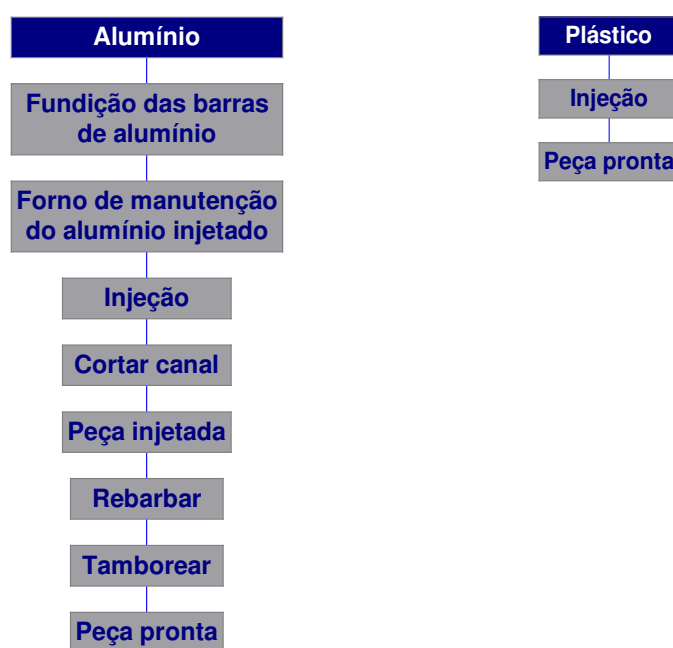 Alumínio
Fundição das barras
de alumínio
Forno de manutenção
do alumínio injetado
Injeção
Cortar canal
Peça injetada
Rebarbar
Tamborear
Peça pronta
Plástico
Injeção
Peça pronta